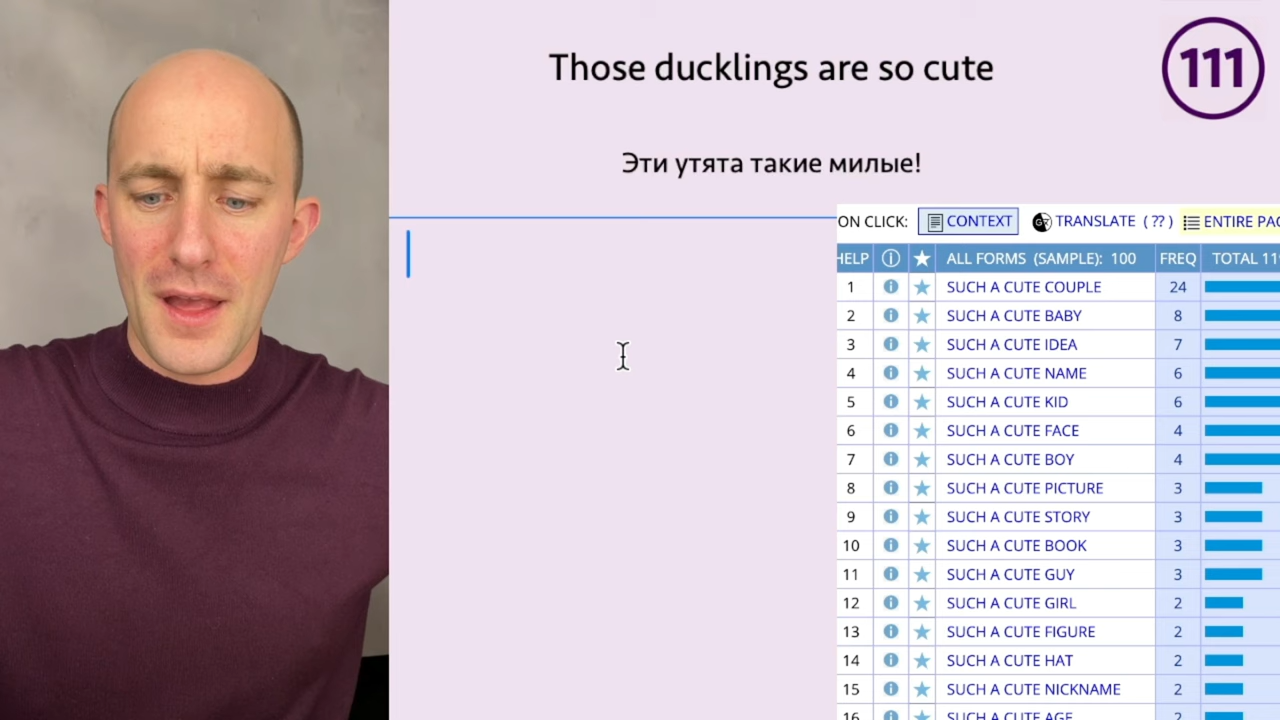 Those ducklings are so cute
111
Эти утята такие милые!
ON CLICK: CONTEXT TRANSLATE ( ?? ) ENTIRE PAG
HELP ALL FORMS (SAMPLE): 100 FREQ TOTAL 11
1 SUCH A CUTE COUPLE 24
2 SUCH A CUTE BABY 8
3 SUCH A CUTE IDEA 7
4 SUCH A CUTE NAME 6
5 SUCH A CUTE KID 6
6 SUCH A CUTE FACE 4
7 SUCH A CUTE BOY 4
8 SUCH A CUTE PICTURE 3
9 SUCH A CUTE STORY 3
10 SUCH A CUTE BOOK 3
11 SUCH A CUTE GUY 3
12 SUCH A CUTE GIRL 2
13 SUCH A CUTE FIGURE 2
14 SUCH A CUTE HAT 2
15 SUCH A CUTE NICKNAME 2
16 SUCH A CUTE AGE 2